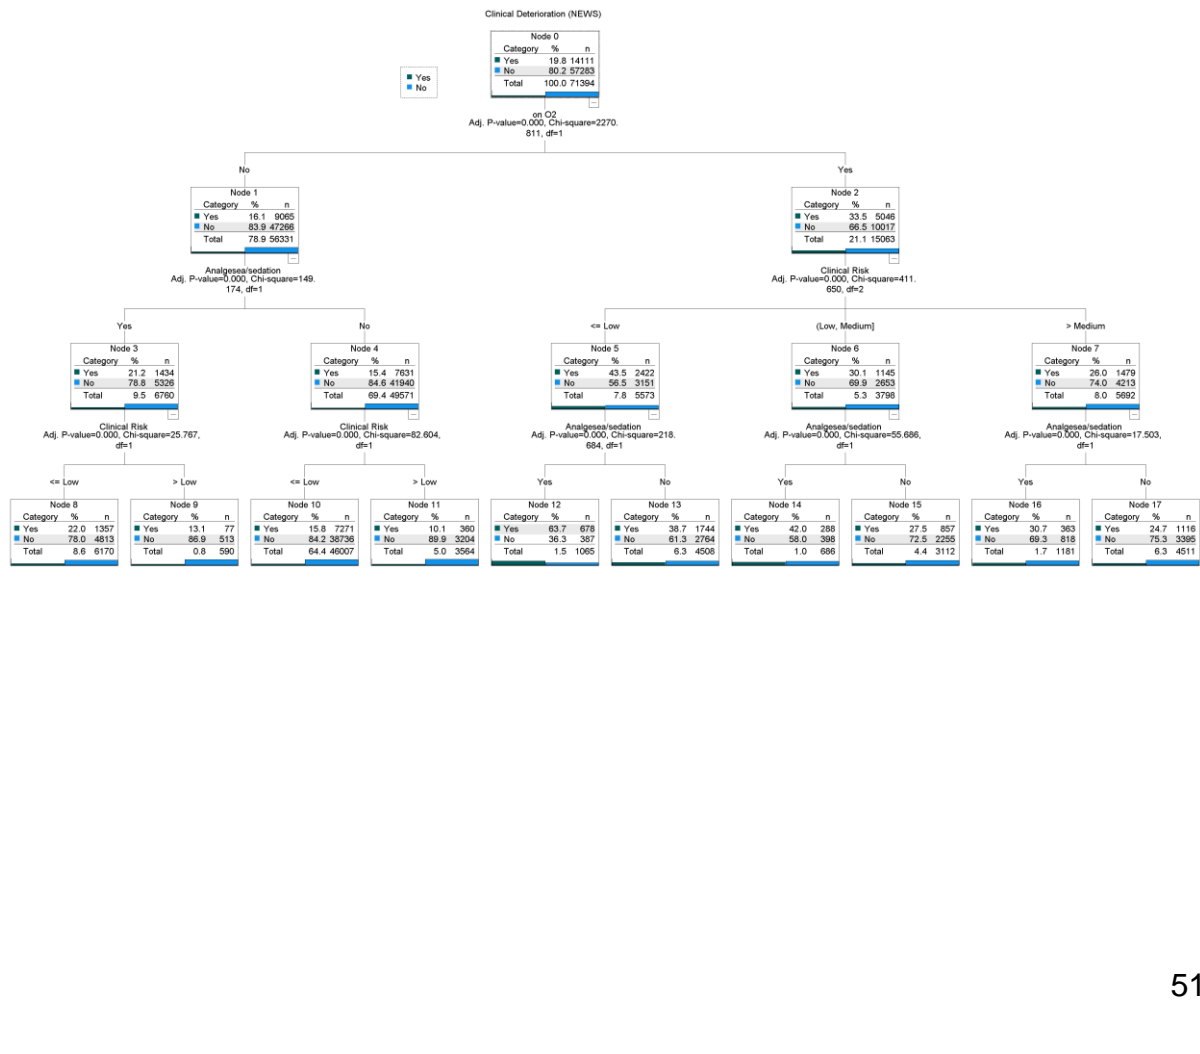 Clinical Deterioration (NEWS)
Node 0
Category % n
Yes 19.8 14111
No 80.2 57283
Total 100.0 71394
Yes
No
on O2
Adj. P-value=0.000, Chi-square=2270.
811, df=1
No
Yes
Node 1
Category % n
Yes 16.1 9065
No 83.9 47266
Total 78.9 56331
Node 2
Category % n
Yes 33.5 5046
No 66.5 10017
Total 21.1 15063
Analgesea/sedation
Adj. P-value=0.000, Chi-square=149.
174, df=1
Clinical Risk
Adj. P-value=0.000, Chi-square=411.
650, df=2
Yes
No
<= Low
(Low, Medium]
> Medium
Node 3
Category % n
Yes 21.2 1434
No 78.8 5326
Total 9.5 6760
Node 4
Category % n
Yes 15.4 7631
No 84.6 41940
Total 69.4 49571
Node 5
Category % n
Yes 43.5 2422
No 56.5 3151
Total 7.8 5573
Node 6
Category % n
Yes 30.1 1145
No 69.9 2653
Total 5.3 3798
Node 7
Category % n
Yes 26.0 1479
No 74.0 4213
Total 8.0 5692
Clinical Risk
Adj. P-value=0.000, Chi-square=25.767,
df=1
Clinical Risk
Adj. P-value=0.000, Chi-square=82.604,
df=1
Analgesea/sedation
Adj. P-value=0.000, Chi-square=218.
684, df=1
Analgesea/sedation
Adj. P-value=0.000, Chi-square=55.686,
df=1
Analgesea/sedation
Adj. P-value=0.000, Chi-square=17.503,
df=1
<= Low
> Low
<= Low
> Low
Yes
No
Yes
No
Yes
No
Node 8
Category % n
Yes 22.0 1357
No 78.0 4813
Total 8.6 6170
Node 9
Category % n
Yes 13.1 77
No 86.9 513
Total 0.8 590
Node 10
Category % n
Yes 15.8 7271
No 84.2 38736
Total 64.4 46007
Node 11
Category % n
Yes 10.1 360
No 89.9 3204
Total 5.0 3564
Node 12
Category % n
Yes 63.7 678
No 36.3 387
Total 1.5 1065
Node 13
Category % n
Yes 38.7 1744
No 61.3 2764
Total 6.3 4508
Node 14
Category % n
Yes 42.0 288
No 58.0 398
Total 1.0 686
Node 15
Category % n
Yes 27.5 857
No 72.5 2255
Total 4.4 3112
Node 16
Category % n
Yes 30.7 363
No 69.3 818
Total 1.7 1181
Node 17
Category % n
Yes 24.7 1116
No 75.3 3395
Total 6.3 4511
51